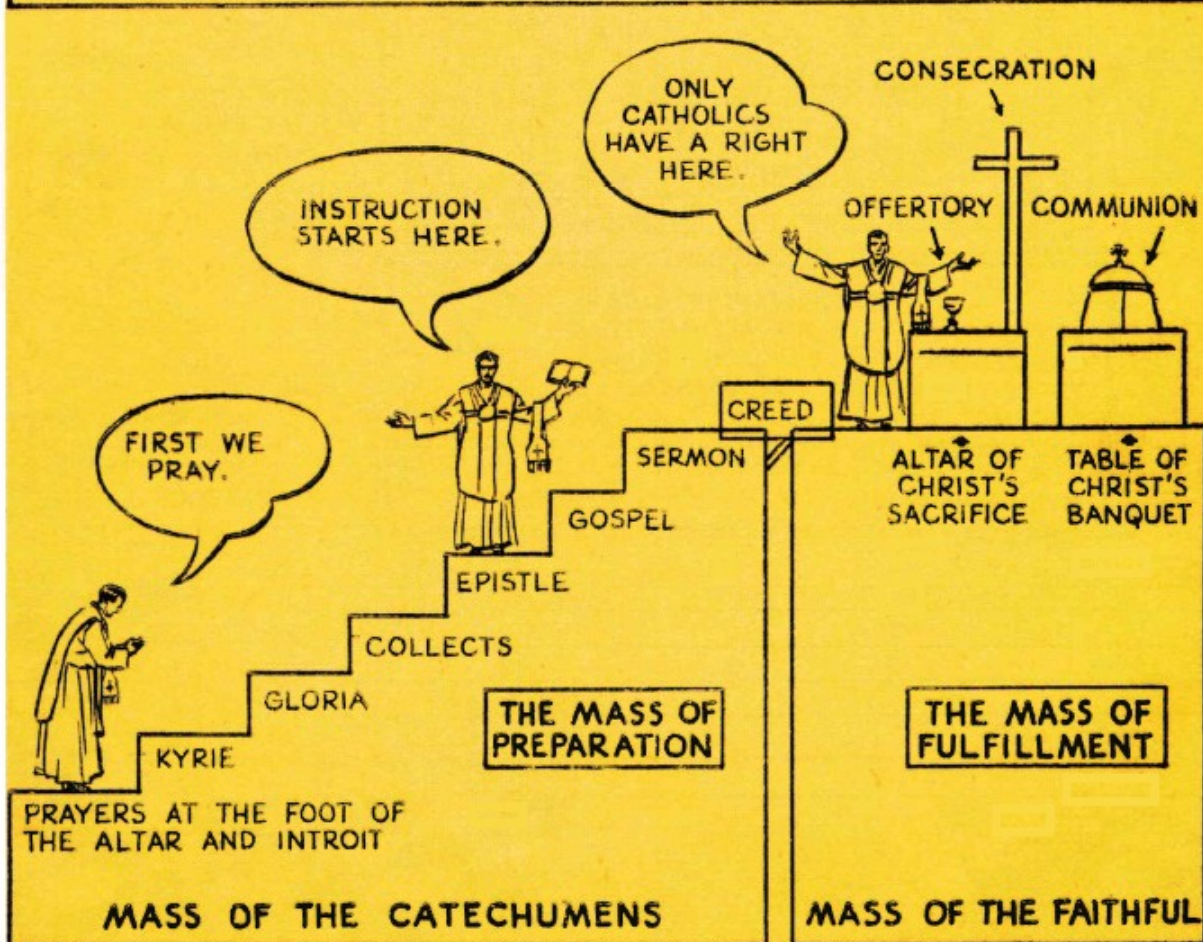 CONSECRATION
ONLY
CATHOLICS
HAVE A RIGHT
HERE.
OFFERTORY
COMMUNION
INSTRUCTION
STARTS HERE.
FIRST WE
PRAY.
CREED
SERMON
GOSPEL
EPISTLE
COLLECTS
GLORIA
KYRIE
PRAYERS AT THE FOOT OF
THE ALTAR AND INTROIT
ALTAR OF
CHRIST'S
SACRIFICE
TABLE OF
CHRIST'S
BANQUET
THE MASS OF
PREPARATION
THE MASS OF
FULFILLMENT
MASS OF THE CATECHUMENS
MASS OF THE FAITHFUL